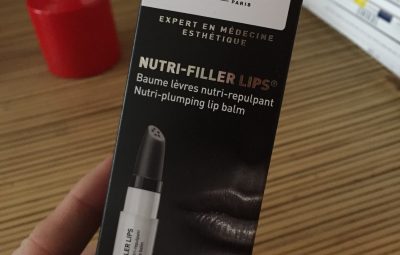 PARIS
EXPERT EN MÉDECINE
ESTHÉTIQUE
NUTRI-FILLER LIPS®
Baume lèvres nutri-repulpant
Nutri-plumping lip balm
LER LIPS